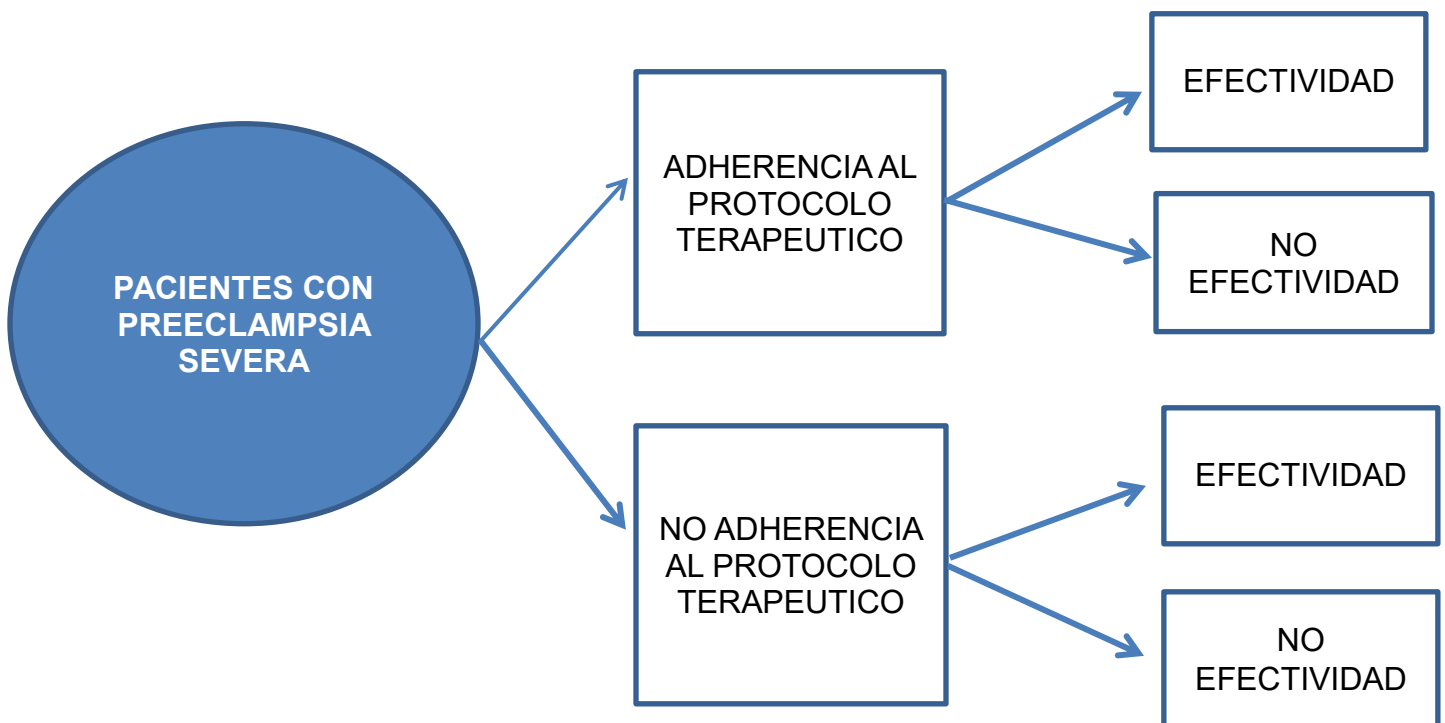 PACIENTES CON
PREECLAMPSIA
SEVERA
ADHERENCIA AL
PROTOCOLO
TERAPEUTICO
EFECTIVIDAD
NO
EFECTIVIDAD
NO ADHERENCIA
AL PROTOCOLO
TERAPEUTICO
EFECTIVIDAD
NO
EFECTIVIDAD